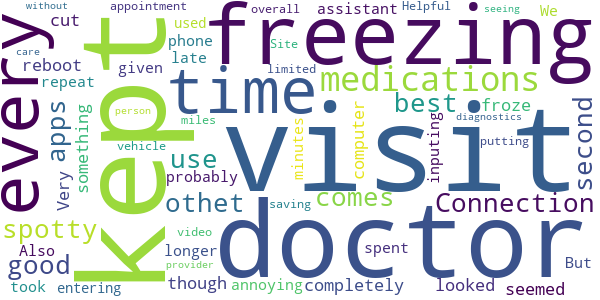 without appointment overall assistant Helpful seeing
care cut used phone Site We
every kept freezing
reboot given late limited
repeat person time medications
apps miles best froze
Very something vehicle use minutes computer diagnostics second
probably visit inputing putting
othet saving comes Connection
spotty doctor
Also though longer video spent looked But
good provider annoying completely seemed
took entering